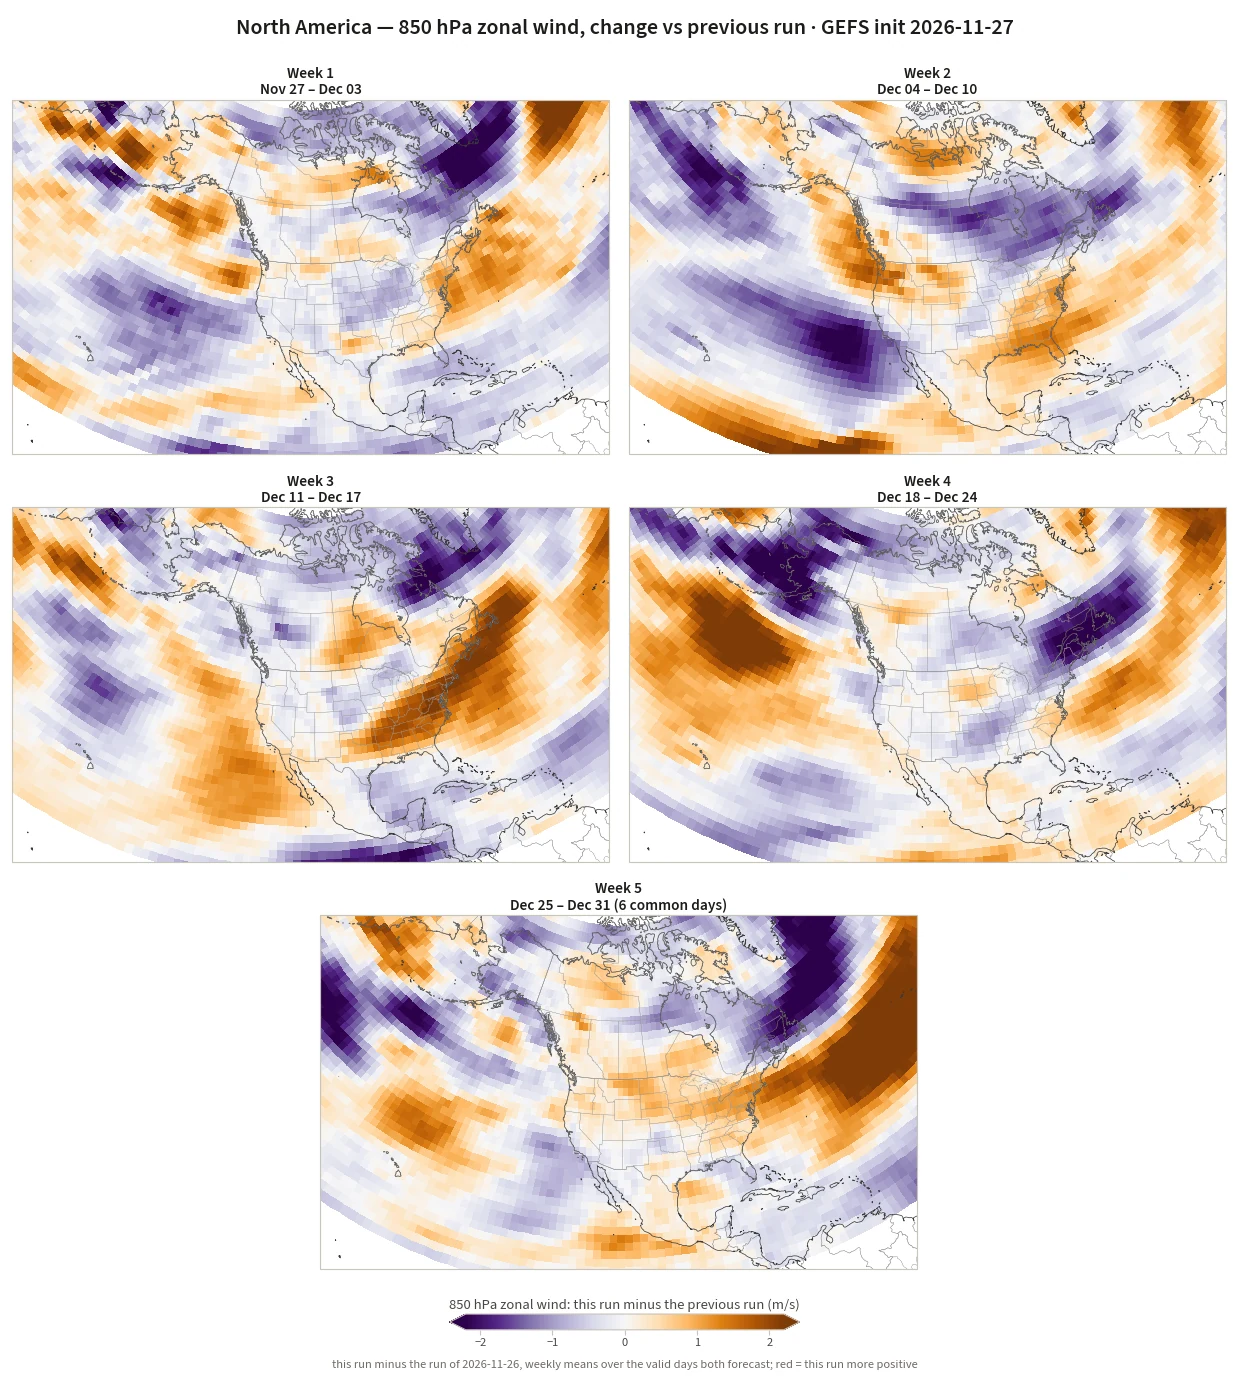 North America — 850 hPa zonal wind, change vs previous run · GEFS init 2026-11-27
Week 1
Nov 27 – Dec 03
Week 2
Dec 04 – Dec 10
Week 3
Dec 11 – Dec 17
Week 4
Dec 18 – Dec 24
Week 5
Dec 25 – Dec 31 (6 common days)
850 hPa zonal wind: this run minus the previous run (m/s)
−2 −1 0 1 2
this run minus the run of 2026-11-26, weekly means over the valid days both forecast; red = this run more positive